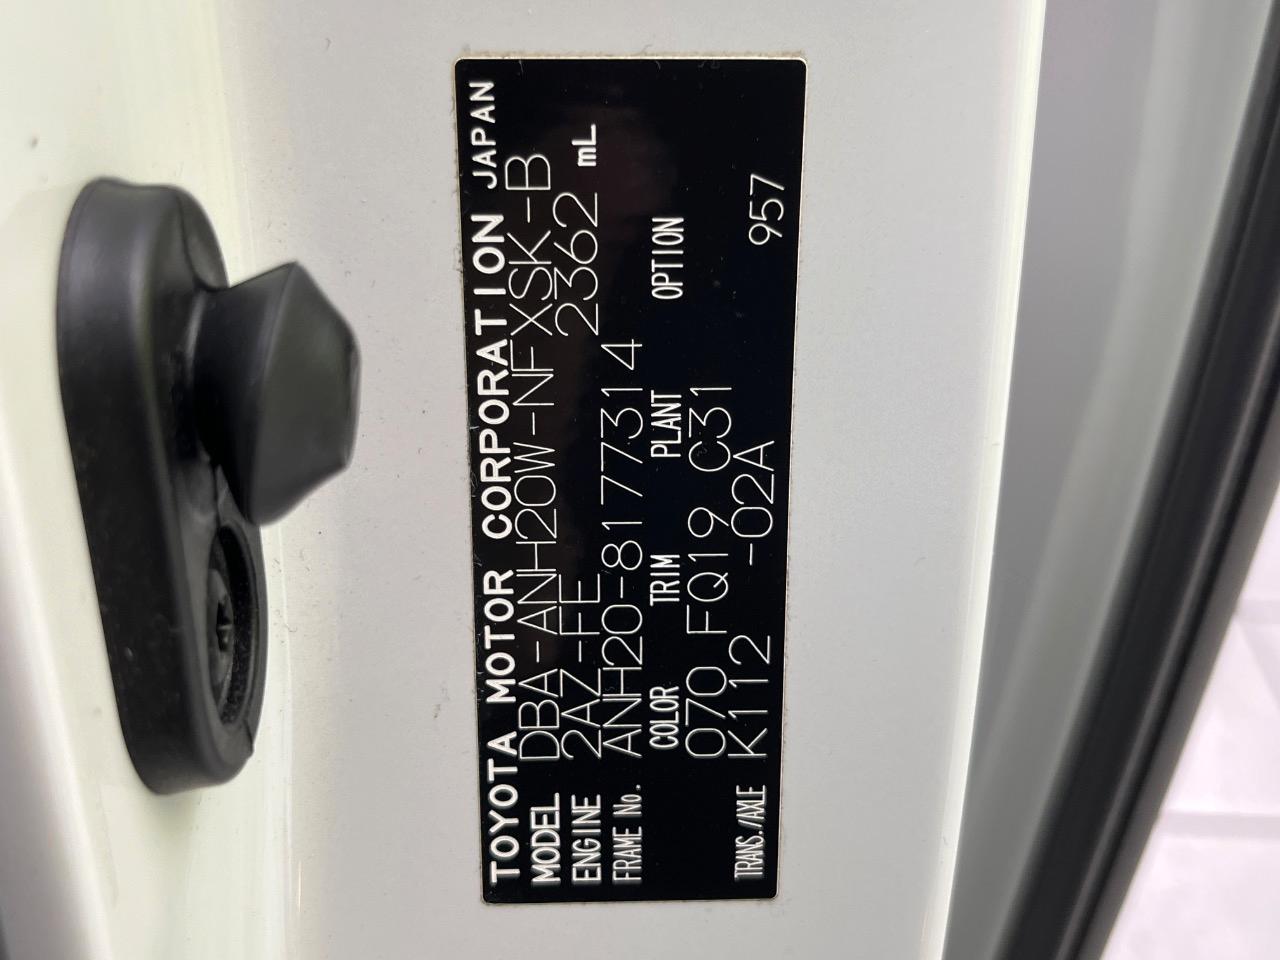 TOYOTA MOTOR CORPORATION JAPAN
MODEL DBA-ANH20W-NFXSK-B
ENGINE 2AZ-FE 2362 mL
FRAME No. ANH20-8177314
COLOR TRIM PLANT OPTION
070 FQ19 C31
TRANS./AXLE K112 -02A 957